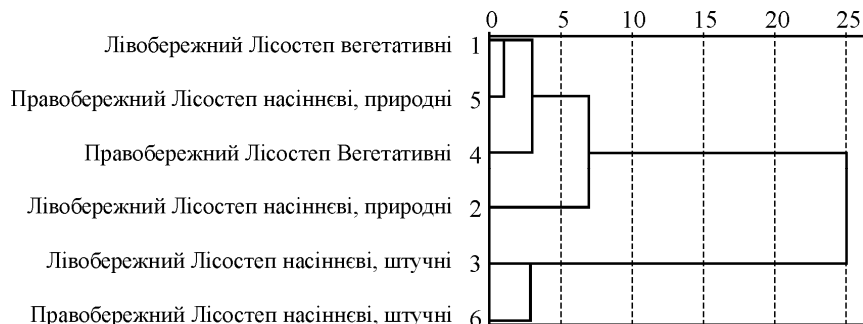 0 5 10 15 20 25
Лівобережний Лісостеп вегетативні 1
Правобережний Лісостеп насіннєві, природні 5
Правобережний Лісостеп Вегетативні 4
Лівобережний Лісостеп насіннєві, природні 2
Лівобережний Лісостеп насіннєві, штучні 3
Правобережний Лісостеп насіннєві, штучні 6